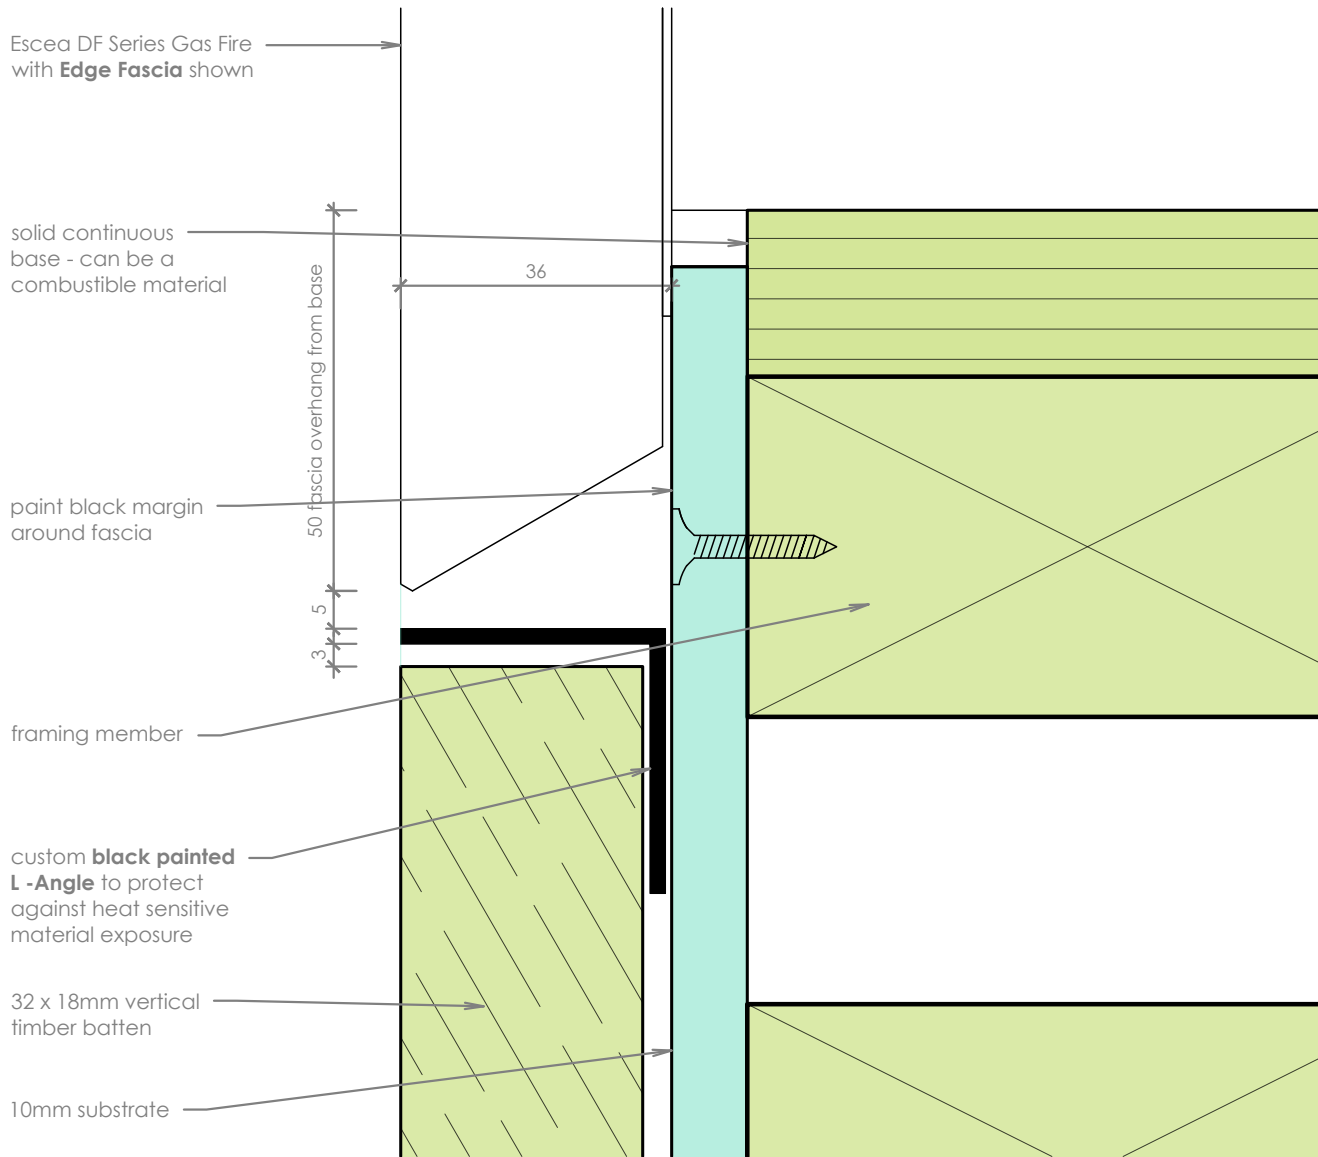 Escea DF Series Gas Fire
with Edge Fascia shown
solid continuous
base - can be a
combustible material
36
50 fascia overhang from base
paint black margin
around fascia
5
3
framing member
custom black painted
L -Angle to protect
against heat sensitive
material exposure
32 x 18mm vertical
timber batten
10mm substrate